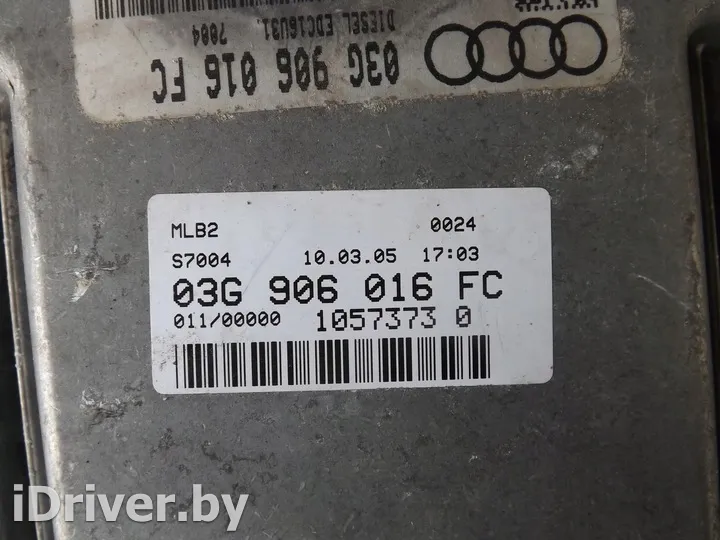 03G 906 016 FC
DIESEL EDC16U31.
7004
MLB2 0024
S7004 10.03.05 17:03
03G 906 016 FC
011/00000 1057373 0
iDriver.by